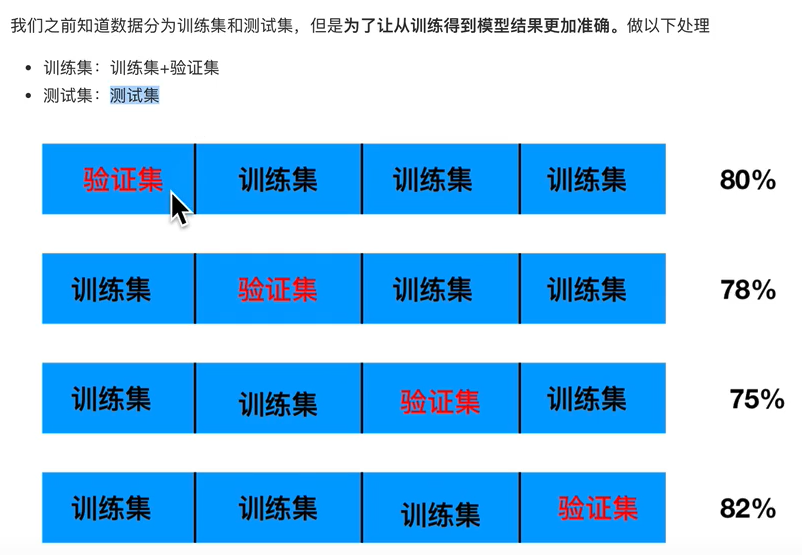 我们之前知道数据分为训练集和测试集，但是为了让从训练得到模型结果更加准确。做以下处理
• 训练集：训练集+验证集
• 测试集：测试集
验证集 训练集 训练集 训练集 80%
训练集 验证集 训练集 训练集 78%
训练集 训练集 验证集 训练集 75%
训练集 训练集 训练集 验证集 82%